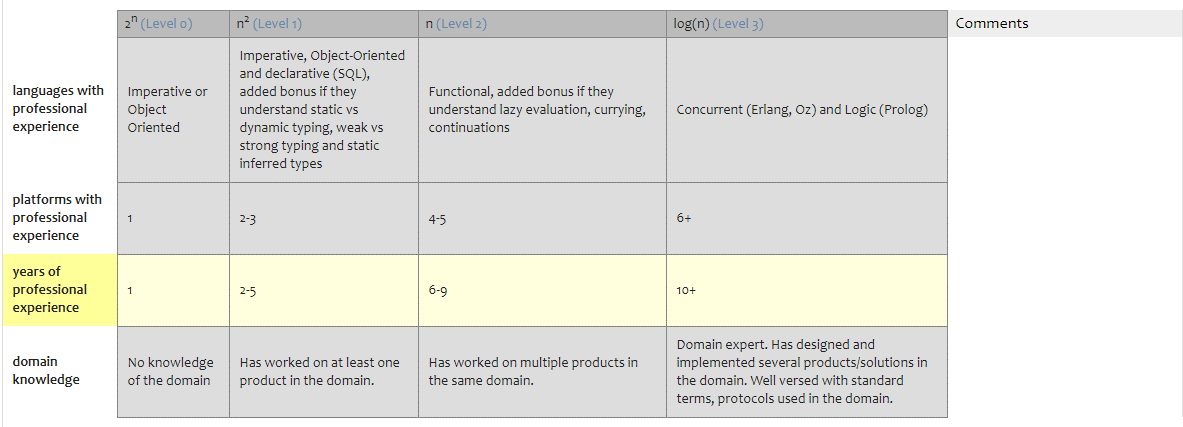 2ⁿ (Level 0) n² (Level 1) n (Level 2) log(n) (Level 3) Comments
languages with
professional
experience
Imperative or
Object
Oriented
Imperative, Object-Oriented
and declarative (SQL),
added bonus if they
understand static vs
dynamic typing, weak vs
strong typing and static
inferred types
Functional, added bonus if they
understand lazy evaluation, currying,
continuations
Concurrent (Erlang, Oz) and Logic (Prolog)
platforms with
professional
experience
1
2-3
4-5
6+
years of
professional
experience
1
2-5
6-9
10+
domain
knowledge
No knowledge
of the domain
Has worked on at least one
product in the domain.
Has worked on multiple products in
the same domain.
Domain expert. Has designed and
implemented several products/solutions in
the domain. Well versed with standard
terms, protocols used in the domain.